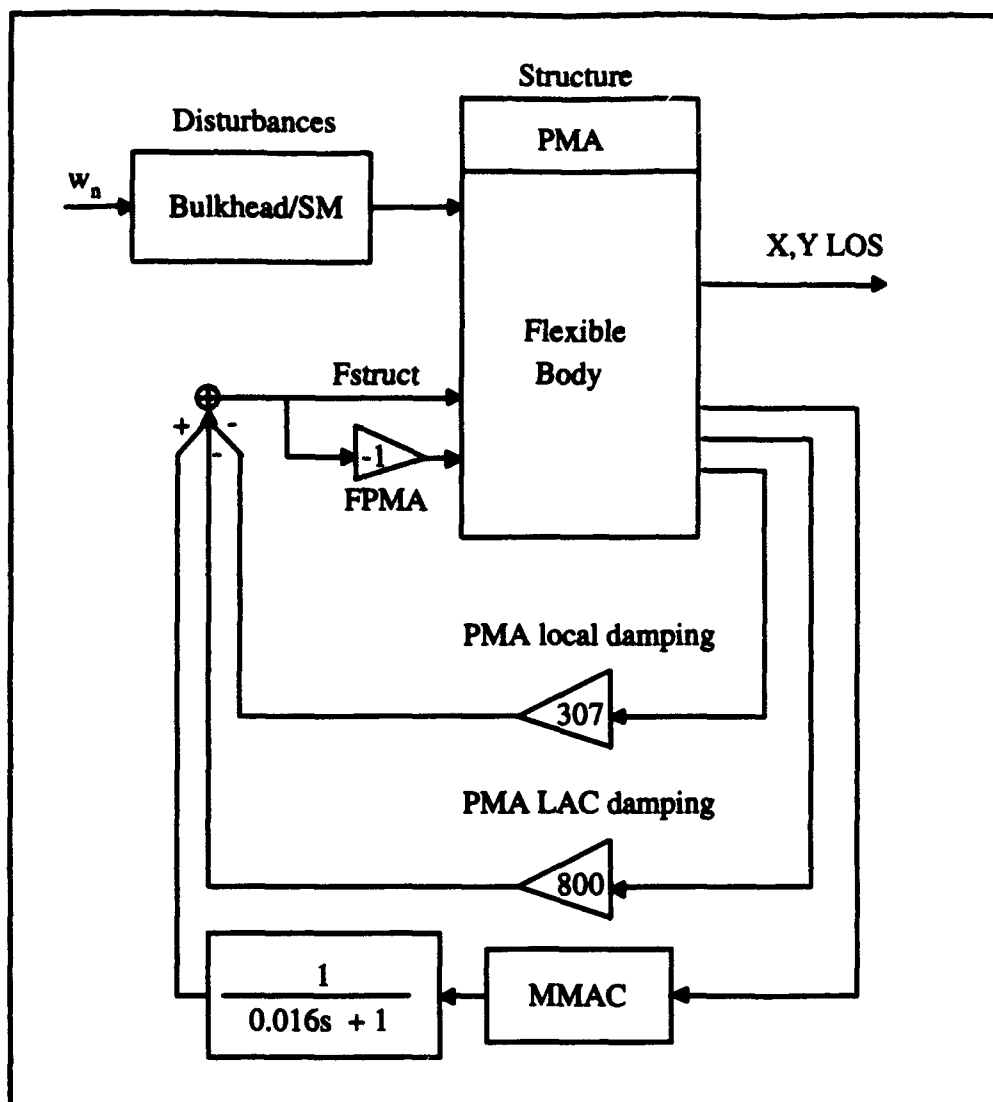 Structure
Disturbances
PMA
w_n
Bulkhead/SM
X,Y LOS
Flexible
Body
Fstruct
+ -
-
-1
FPMA
PMA local damping
307
PMA LAC damping
800
1
0.016s + 1
MMAC